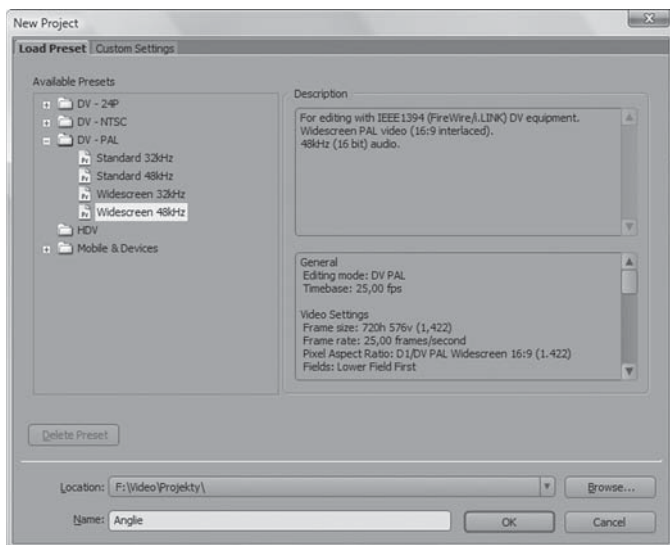 New Project
Load Preset Custom Settings
Available Presets
DV - 24P
DV - NTSC
DV - PAL
Standard 32kHz
Standard 48kHz
Widescreen 32kHz
Widescreen 48kHz
HDV
Mobile & Devices
Delete Preset
Description
For editing with IEEE1394 (FireWire/i.LINK) DV equipment.
Widescreen PAL video (16:9 interlaced).
48kHz (16 bit) audio.
General
Editing mode: DV PAL
Timebase: 25,00 fps
Video Settings
Frame size: 720h 576v (1,422)
Frame rate: 25,00 frames/second
Pixel Aspect Ratio: D1/DV PAL Widescreen 16:9 (1.422)
Fields: Lower Field First
Location: F:\Video\Projekty\ Browse...
Name: Anglie OK Cancel